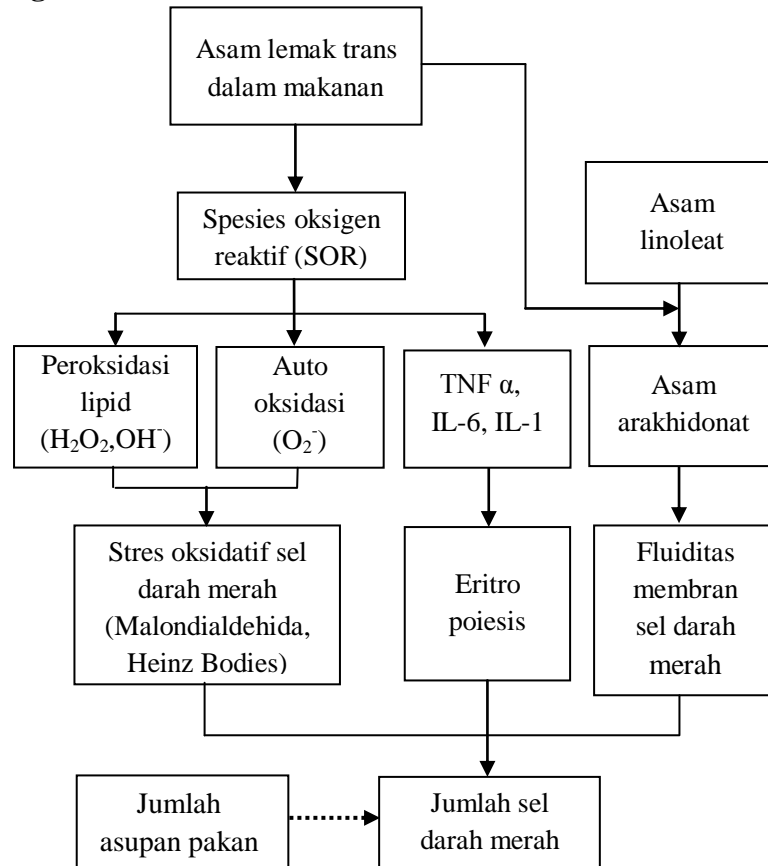 g
Asam lemak trans
dalam makanan
Spesies oksigen
reaktif (SOR)
Asam
linoleat
Peroksidasi
lipid
(H₂O₂,OH⁻)
Auto
oksidasi
(O₂⁻)
TNF α,
IL-6, IL-1
Asam
arakhidonat
Stres oksidatif sel
darah merah
(Malondialdehida,
Heinz Bodies)
Eritro
poiesis
Fluiditas
membran
sel darah
merah
Jumlah
asupan pakan
Jumlah sel
darah merah